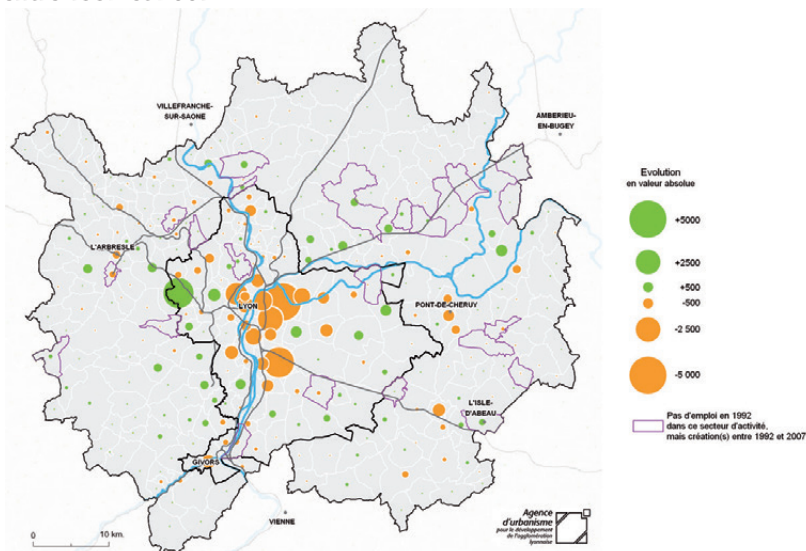 VILLEFRANCHE-
SUR-SAONE
AMBERIEU-
EN-BUGEY
L'ARBRESLE
LYON
PONT-DE-CHERUY
L'ISLE-
D'ABEAU
GIVORS
VIENNE
0 10 km.
Agence
d'urbanisme
pour le développement
de l'agglomération
lyonnaise
Evolution
en valeur absolue
+5000
+2500
+500
-500
-2 500
-5 000
Pas d'emploi en 1992
dans ce secteur d'activité,
mais création(s) entre 1992 et 2007